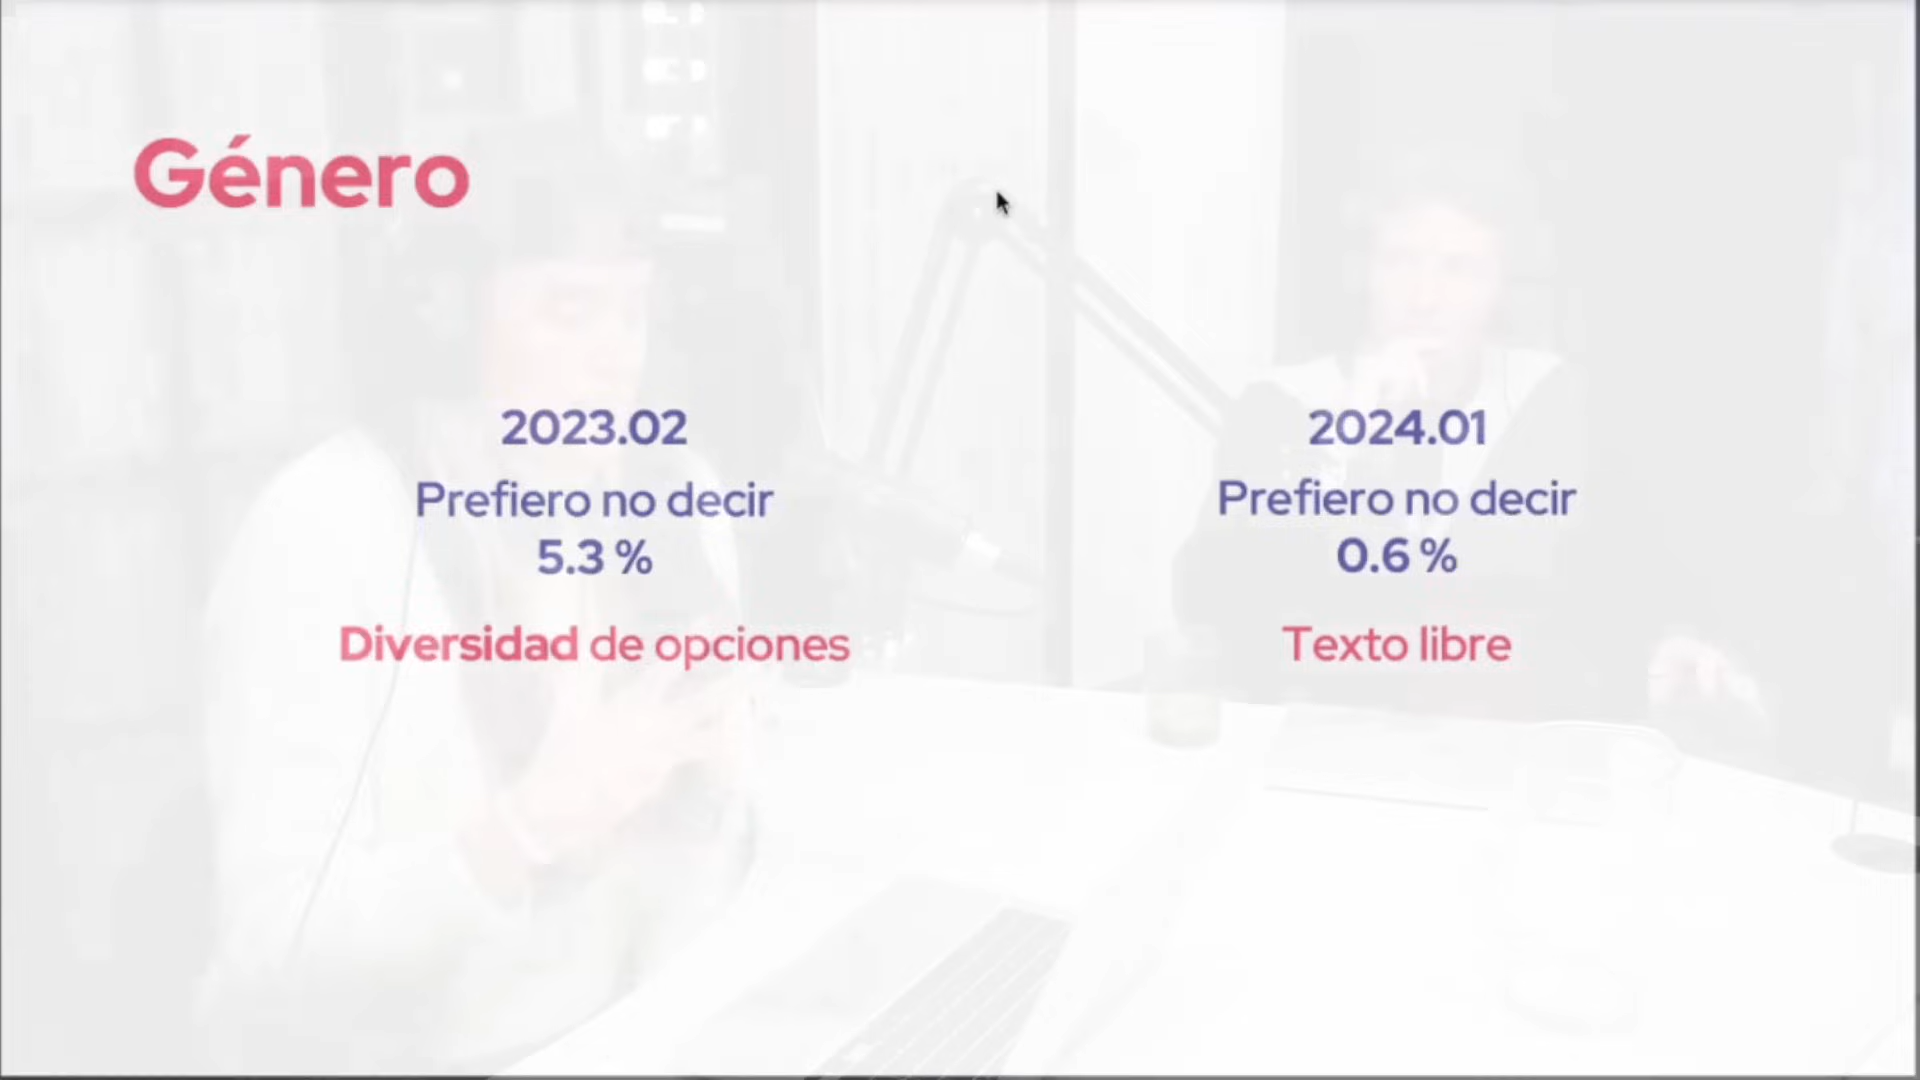 Género
2023.02
Prefiero no decir
5.3 %
Diversidad de opciones
2024.01
Prefiero no decir
0.6 %
Texto libre